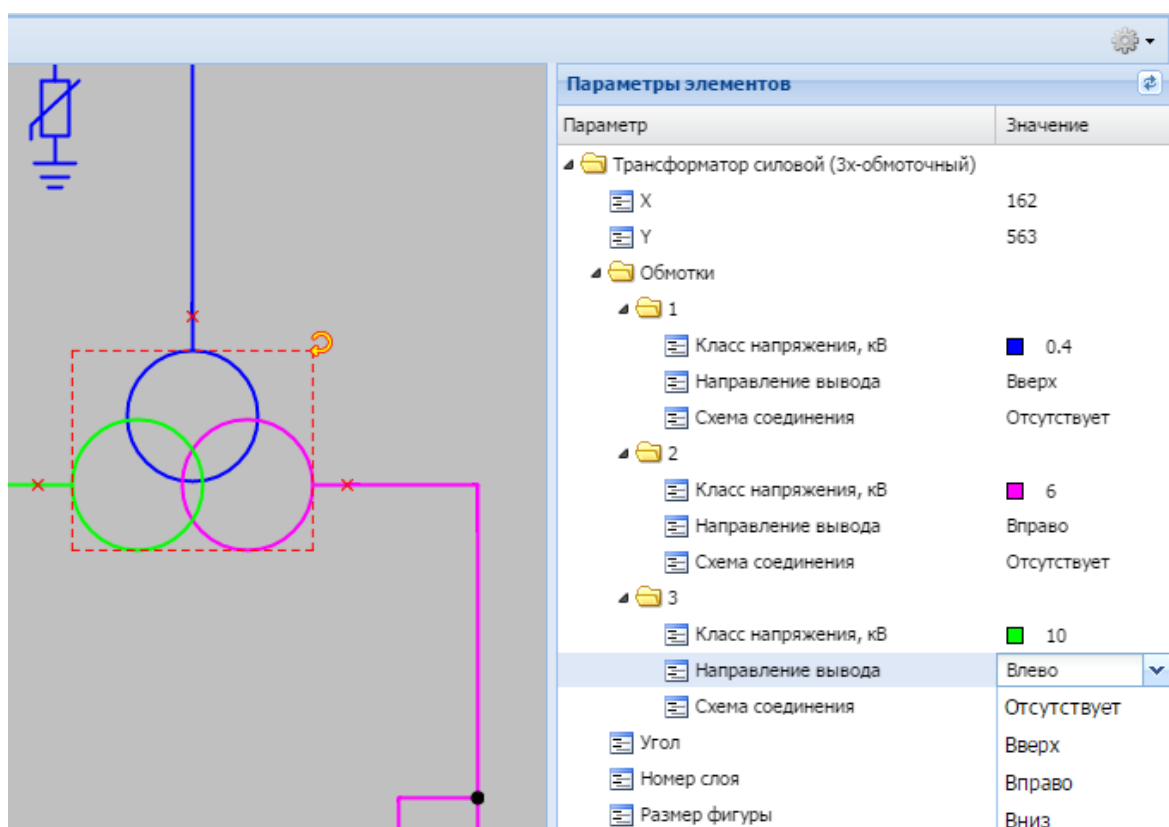 Параметры элементов
Параметр Значение
Трансформатор силовой (3х-обмоточный)
X 162
Y 563
Обмотки
1
Класс напряжения, кВ 0.4
Направление вывода Вверх
Схема соединения Отсутствует
2
Класс напряжения, кВ 6
Направление вывода Вправо
Схема соединения Отсутствует
3
Класс напряжения, кВ 10
Направление вывода Влево
Схема соединения Отсутствует
Угол Вверх
Номер слоя Вправо
Размер фигуры Вниз